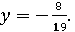 y = −8/19.